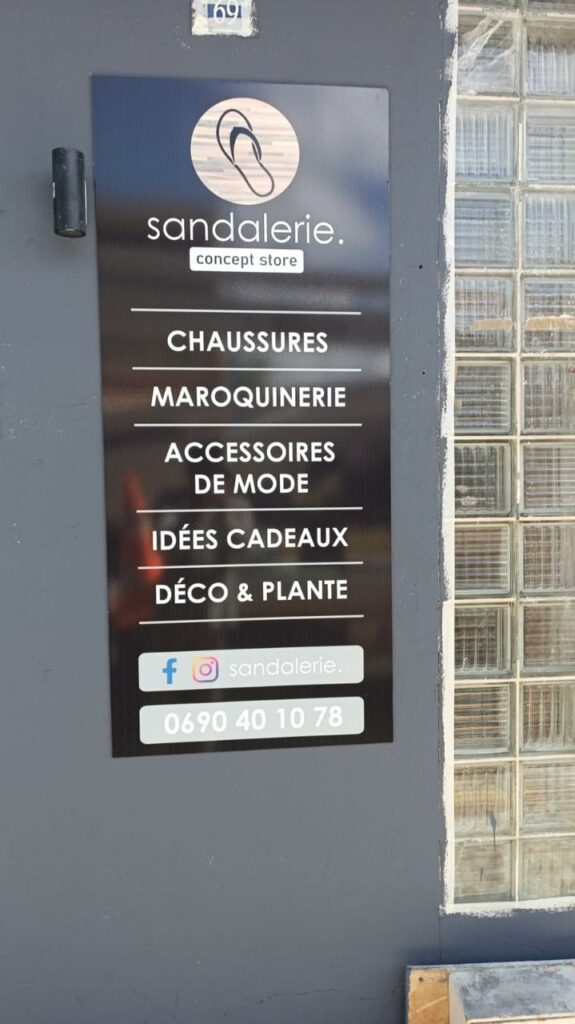 69
sandalerie.
concept store
CHAUSSURES
MAROQUINERIE
ACCESSOIRES
DE MODE
IDÉES CADEAUX
DÉCO & PLANTE
sandalerie.
0690 40 10 78